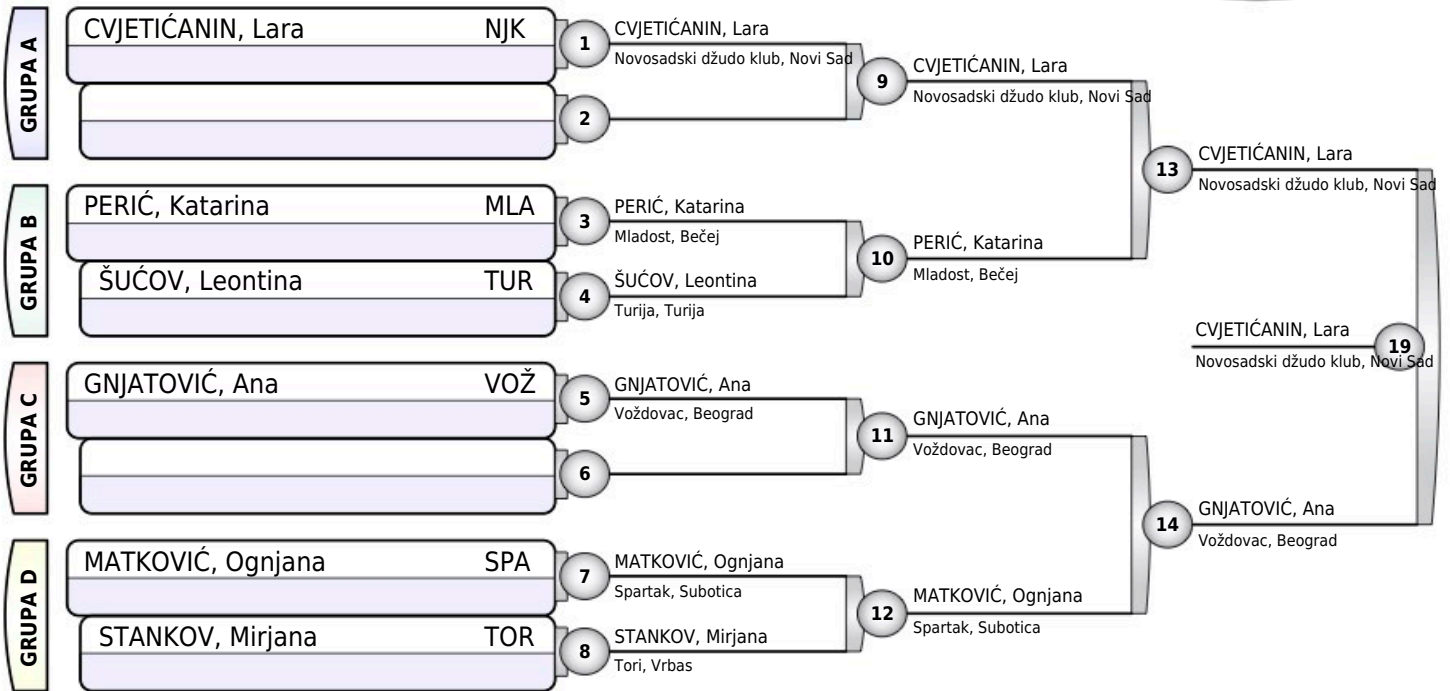 GRUPA A
CVJETIĆANIN, Lara NJK
1
CVJETIĆANIN, Lara
Novosadski džudo klub, Novi Sad
2
9
CVJETIĆANIN, Lara
Novosadski džudo klub, Novi Sad
GRUPA B
PERIĆ, Katarina MLA
3
PERIĆ, Katarina
Mladost, Bečej
ŠUĆOV, Leontina TUR
4
ŠUĆOV, Leontina
Turija, Turija
10
PERIĆ, Katarina
Mladost, Bečej
13
CVJETIĆANIN, Lara
Novosadski džudo klub, Novi Sad
GRUPA C
GNJATOVIĆ, Ana VOŽ
5
GNJATOVIĆ, Ana
Voždovac, Beograd
6
11
GNJATOVIĆ, Ana
Voždovac, Beograd
GRUPA D
MATKOVIĆ, Ognjana SPA
7
MATKOVIĆ, Ognjana
Spartak, Subotica
STANKOV, Mirjana TOR
8
STANKOV, Mirjana
Tori, Vrbas
12
MATKOVIĆ, Ognjana
Spartak, Subotica
14
GNJATOVIĆ, Ana
Voždovac, Beograd
CVJETIĆANIN, Lara
19
Novosadski džudo klub, Novi Sad